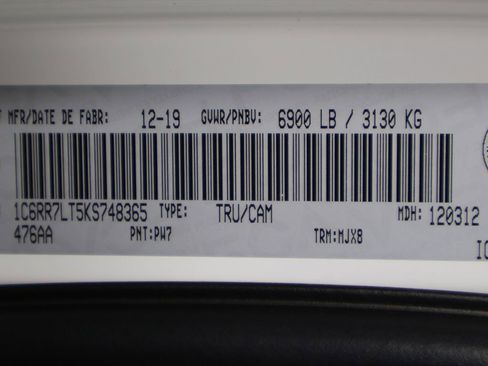 MFR/DATE DE FABR: 12-19 GVWR/PNBV: 6900 LB / 3130 KG
1C6RR7LT5KS748365 TYPE: TRU/CAM MDH: 120312
476AA PNT:PW7 TRM:MJX8